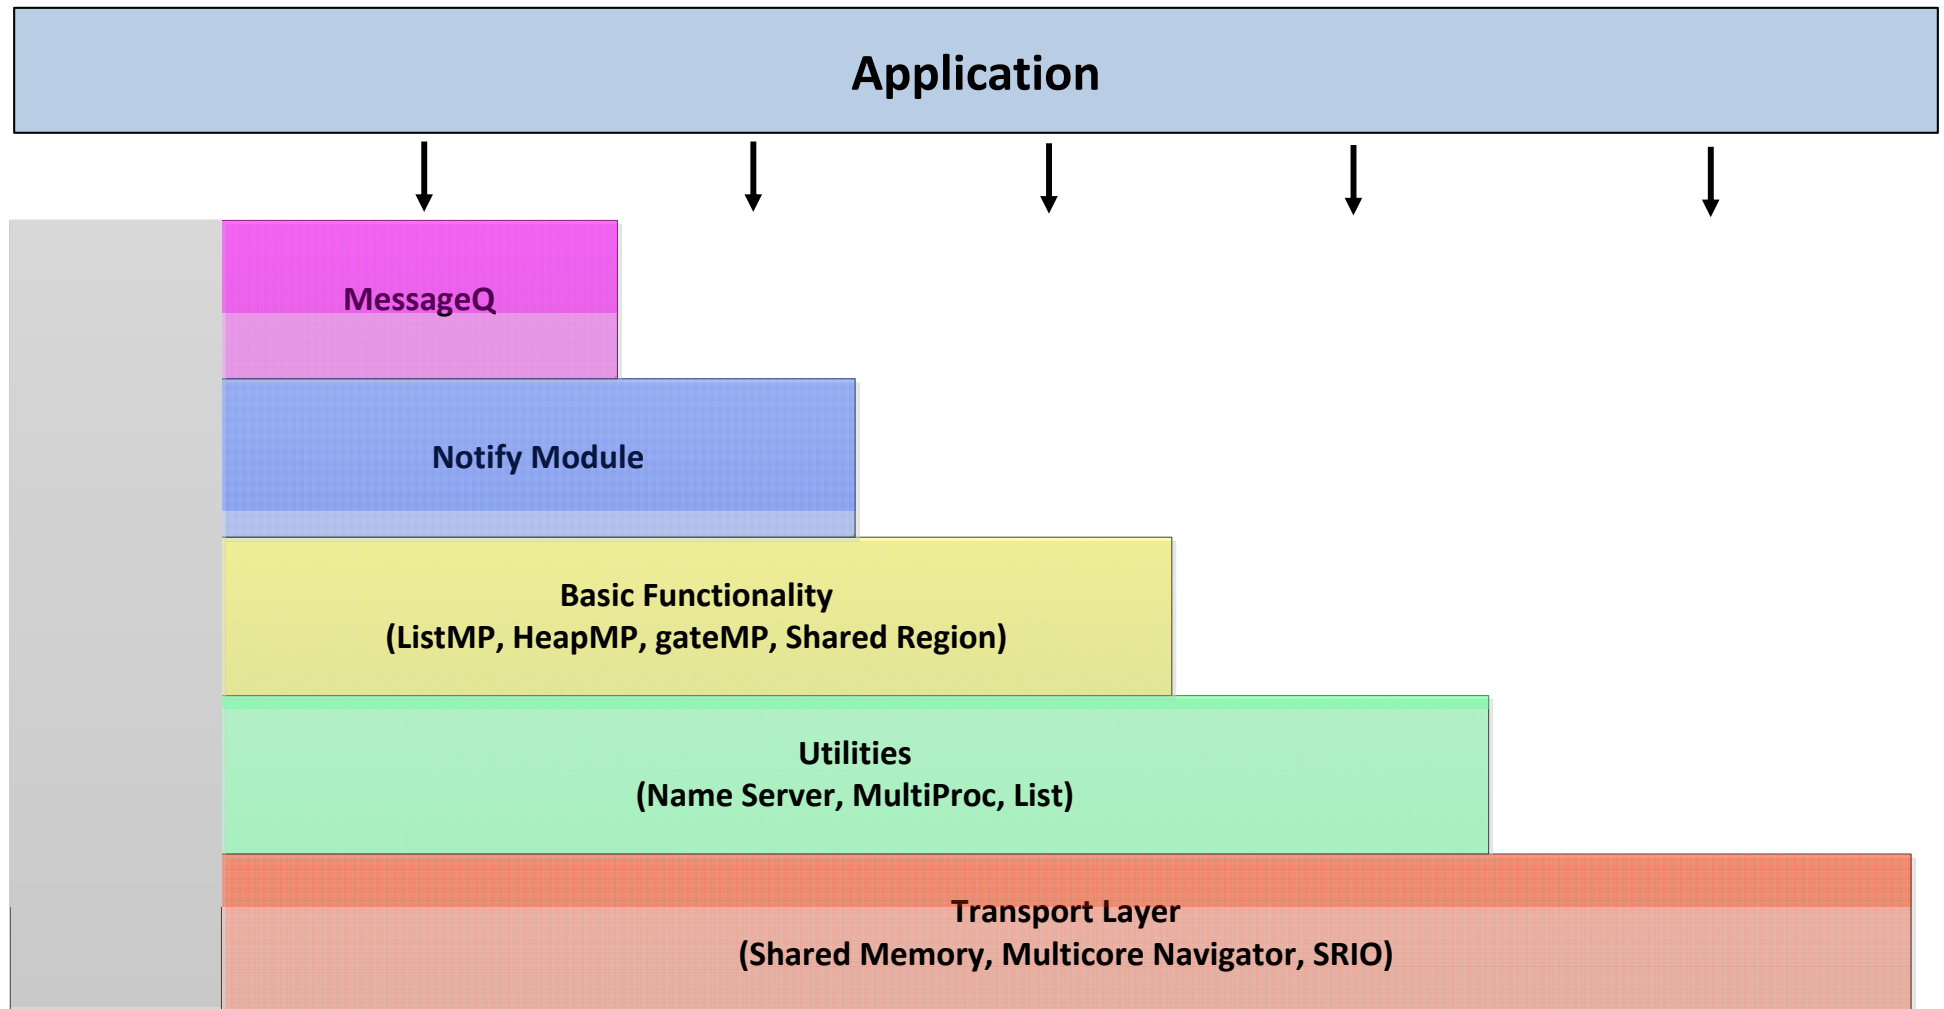 Application
MessageQ
Notify Module
Basic Functionality
(ListMP, HeapMP, gateMP, Shared Region)
Utilities
(Name Server, MultiProc, List)
Transport Layer
(Shared Memory, Multicore Navigator, SRIO)